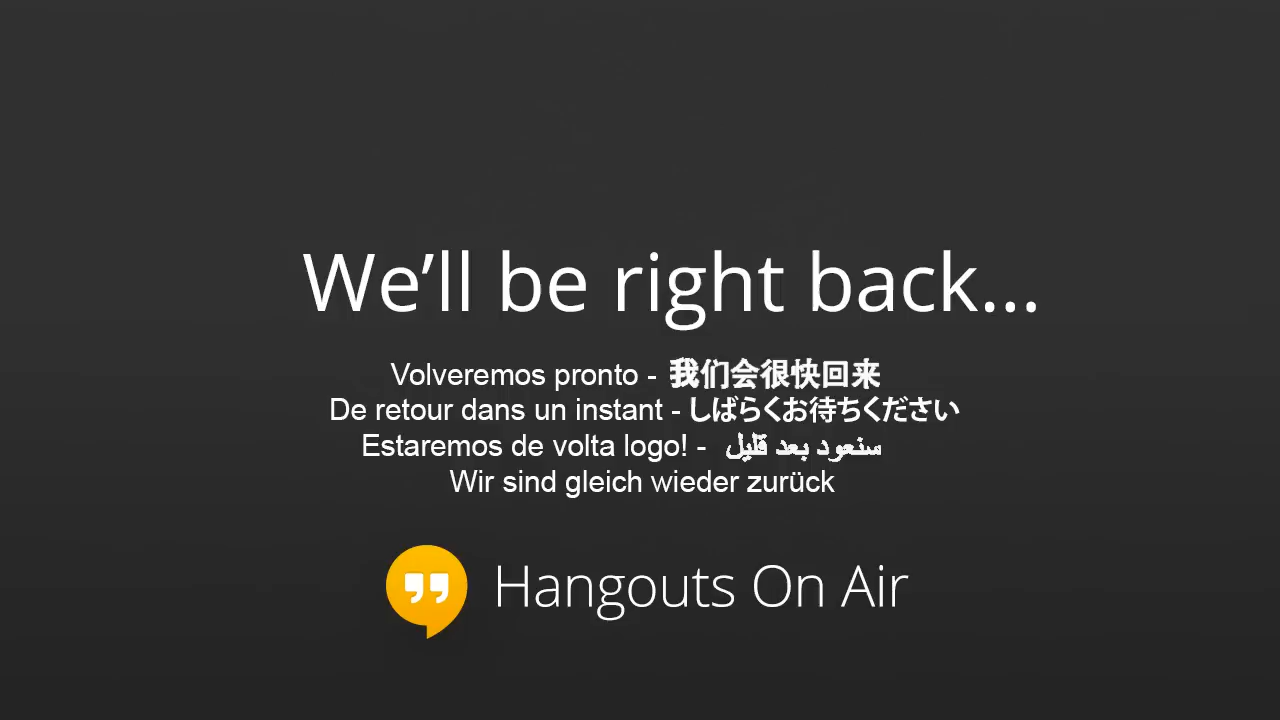 We’ll be right back...
Volveremos pronto - 我们会很快回来
De retour dans un instant - しばらくお待ちください
Estaremos de volta logo! - سنعود بعد قليل
Wir sind gleich wieder zurück
Hangouts On Air